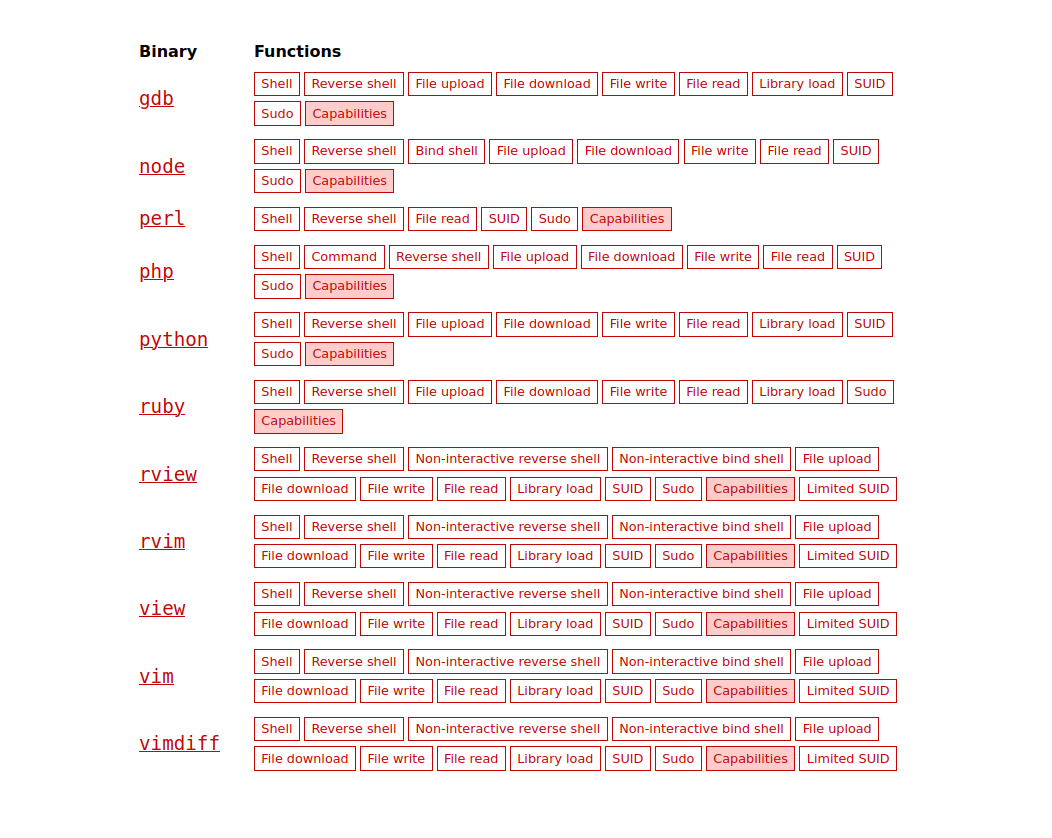 Binary Functions
gdb
Shell Reverse shell File upload File download File write File read Library load SUID
Sudo Capabilities
node
Shell Reverse shell Bind shell File upload File download File write File read SUID
Sudo Capabilities
perl Shell Reverse shell File read SUID Sudo Capabilities
php
Shell Command Reverse shell File upload File download File write File read SUID
Sudo Capabilities
python
Shell Reverse shell File upload File download File write File read Library load SUID
Sudo Capabilities
ruby
Shell Reverse shell File upload File download File write File read Library load Sudo
Capabilities
rview
Shell Reverse shell Non-interactive reverse shell Non-interactive bind shell File upload
File download File write File read Library load SUID Sudo Capabilities Limited SUID
rvim
Shell Reverse shell Non-interactive reverse shell Non-interactive bind shell File upload
File download File write File read Library load SUID Sudo Capabilities Limited SUID
view
Shell Reverse shell Non-interactive reverse shell Non-interactive bind shell File upload
File download File write File read Library load SUID Sudo Capabilities Limited SUID
vim
Shell Reverse shell Non-interactive reverse shell Non-interactive bind shell File upload
File download File write File read Library load SUID Sudo Capabilities Limited SUID
vimdiff
Shell Reverse shell Non-interactive reverse shell Non-interactive bind shell File upload
File download File write File read Library load SUID Sudo Capabilities Limited SUID